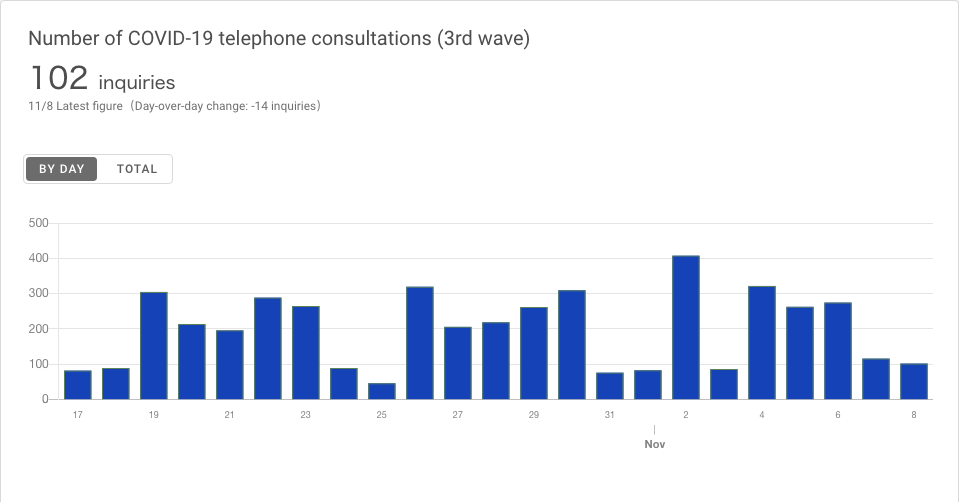 Number of COVID-19 telephone consultations (3rd wave)
102 inquiries
11/8 Latest figure（Day-over-day change: -14 inquiries）
BY DAY TOTAL
500
400
300
200
100
0
17 19 21 23 25 27 29 31 2 4 6 8
Nov